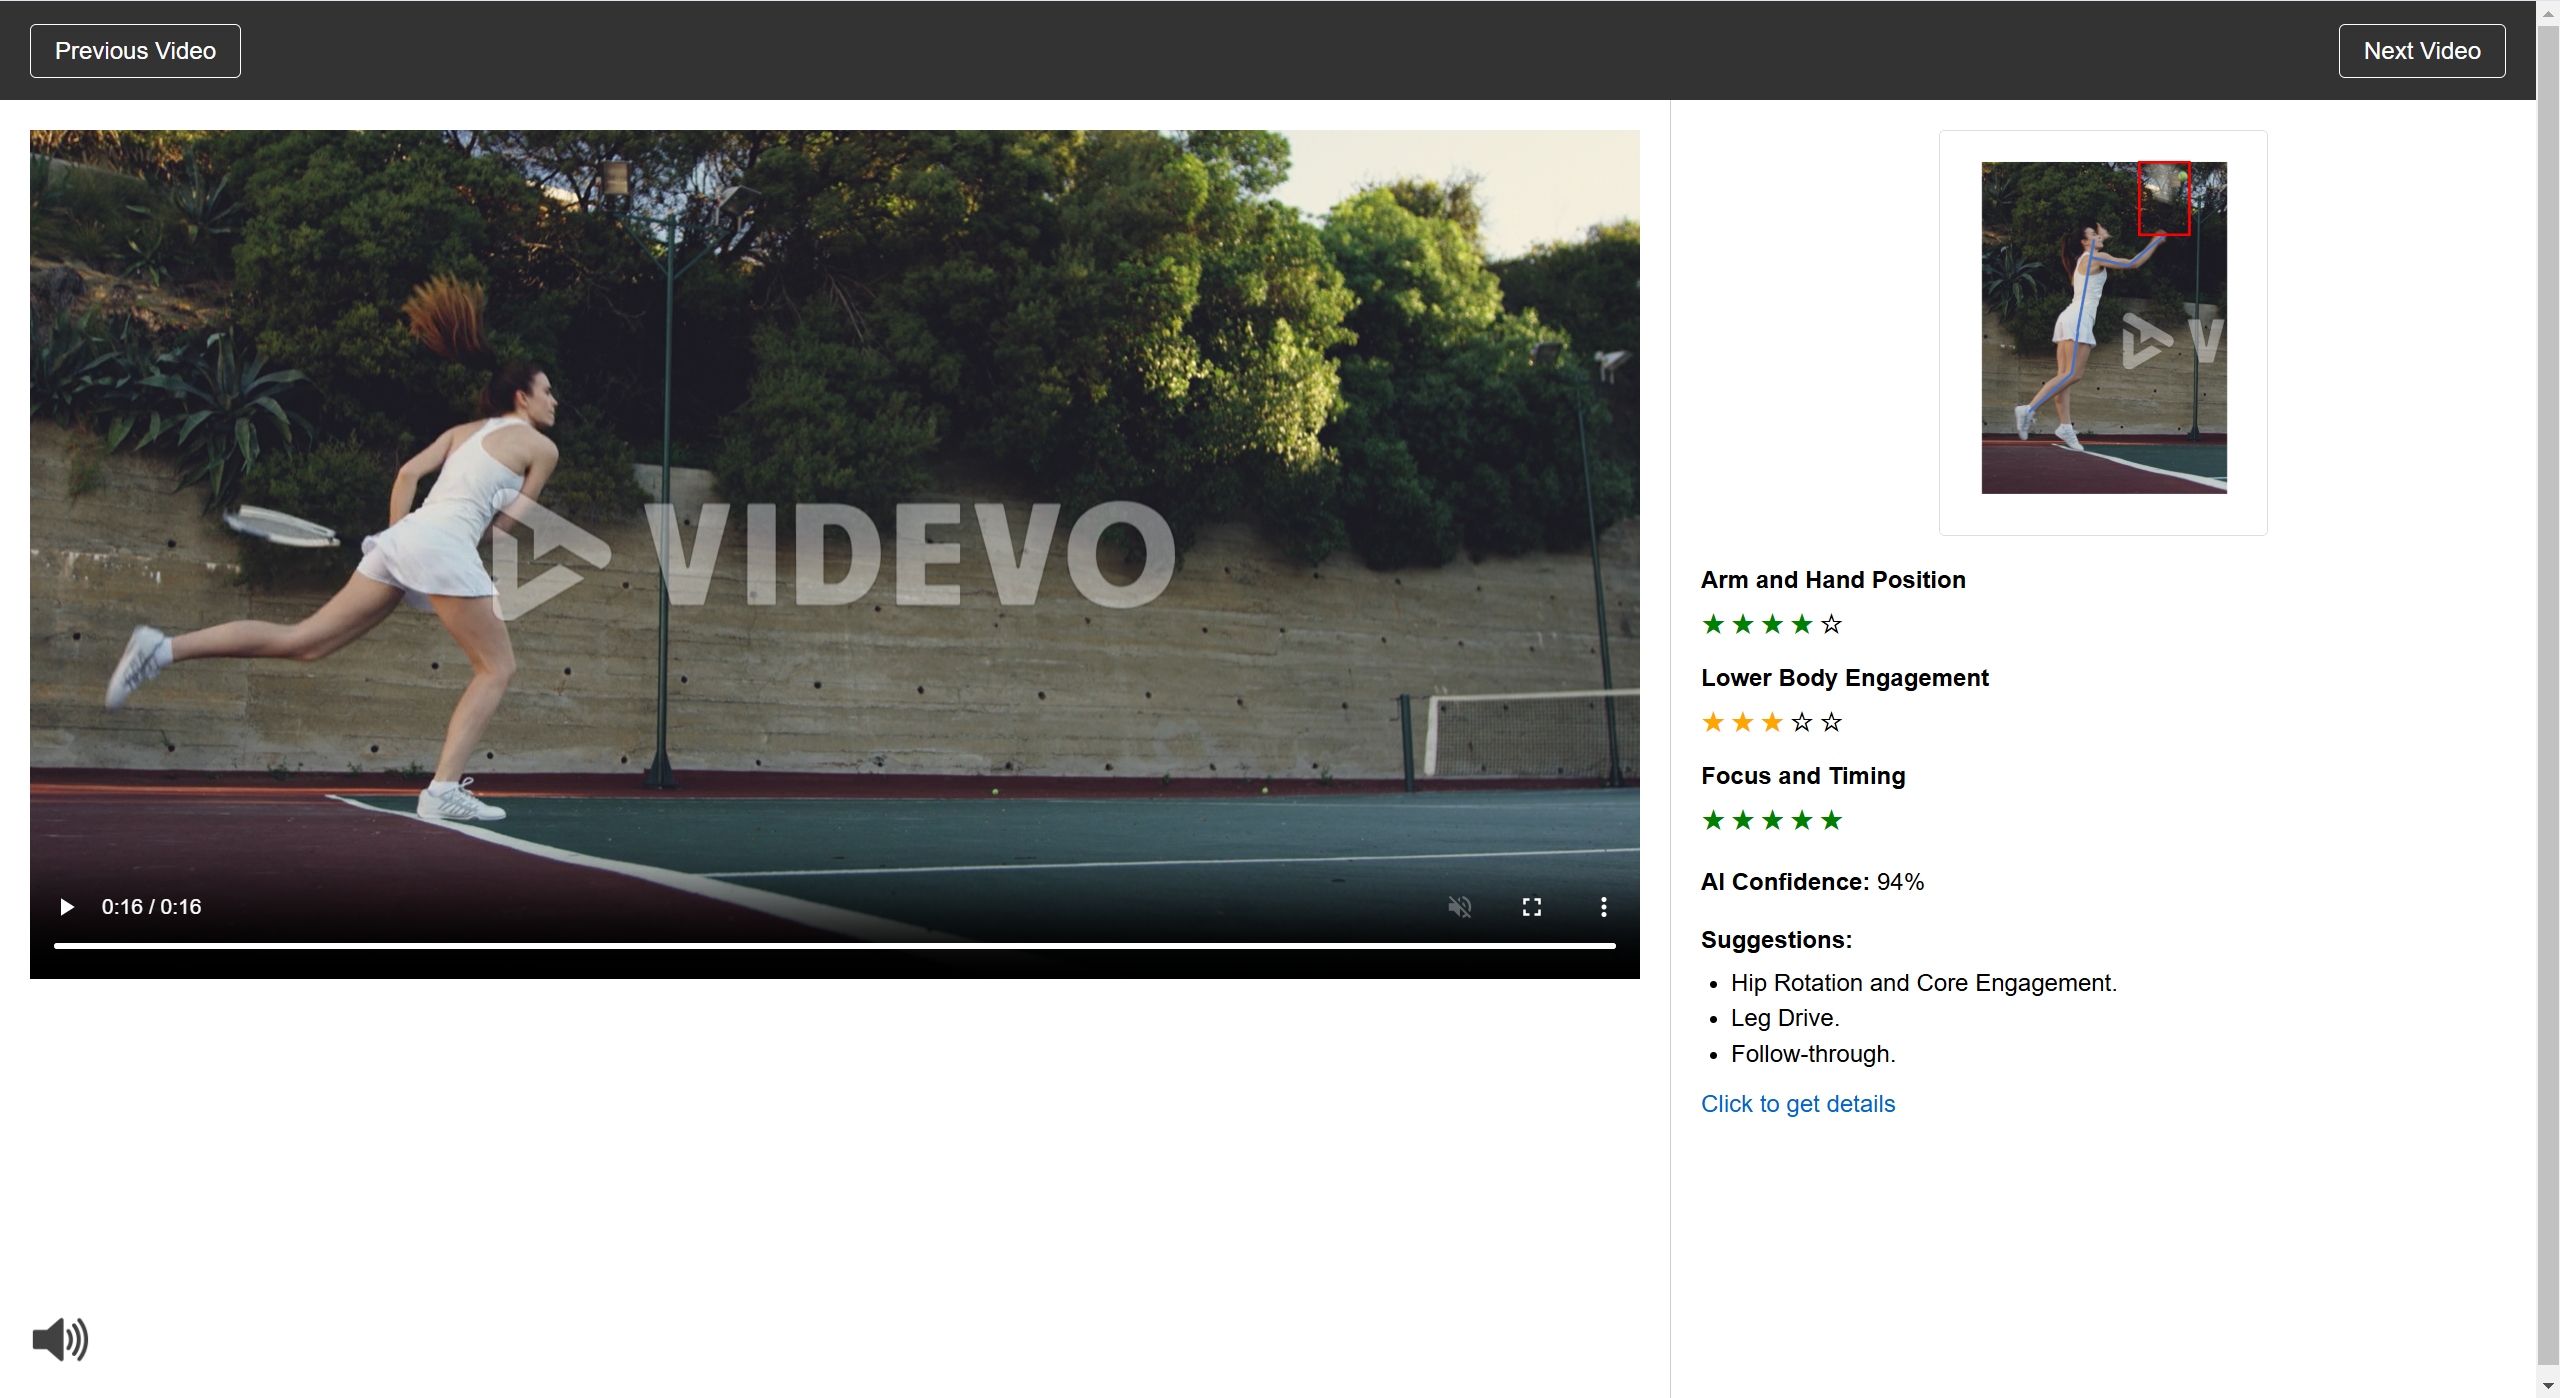 Previous Video
Next Video
VIDEVO
V
0:16 / 0:16
Arm and Hand Position
★ ★ ★ ★ ☆
Lower Body Engagement
★ ★ ★ ☆ ☆
Focus and Timing
★ ★ ★ ★ ★
AI Confidence: 94%
Suggestions:
• Hip Rotation and Core Engagement.
• Leg Drive.
• Follow-through.
Click to get details